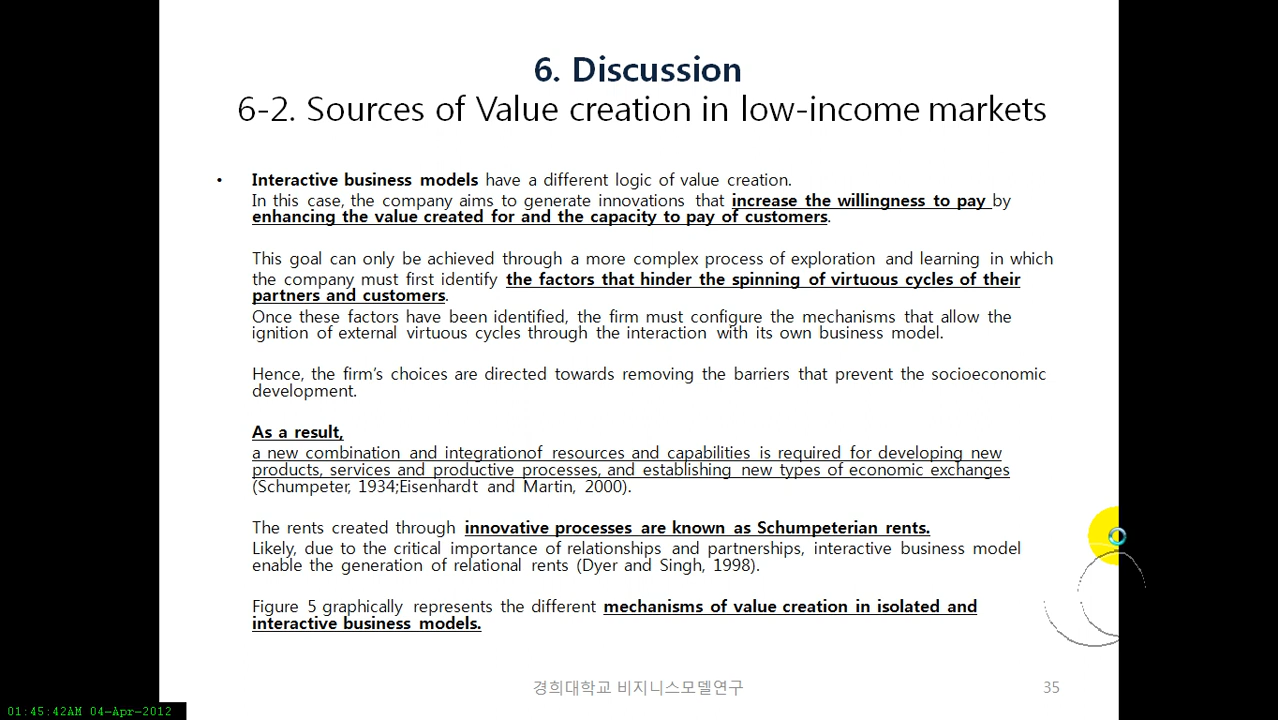 6. Discussion
6-2. Sources of Value creation in low-income markets
• Interactive business models have a different logic of value creation.
In this case, the company aims to generate innovations that increase the willingness to pay by
enhancing the value created for and the capacity to pay of customers.
This goal can only be achieved through a more complex process of exploration and learning in which
the company must first identify the factors that hinder the spinning of virtuous cycles of their
partners and customers.
Once these factors have been identified, the firm must configure the mechanisms that allow the
ignition of external virtuous cycles through the interaction with its own business model.
Hence, the firm's choices are directed towards removing the barriers that prevent the socioeconomic
development.
As a result,
a new combination and integrationof resources and capabilities is required for developing new
products, services and productive processes, and establishing new types of economic exchanges
(Schumpeter, 1934;Eisenhardt and Martin, 2000).
The rents created through innovative processes are known as Schumpeterian rents.
Likely, due to the critical importance of relationships and partnerships, interactive business model
enable the generation of relational rents (Dyer and Singh, 1998).
Figure 5 graphically represents the different mechanisms of value creation in isolated and
interactive business models.
경희대학교 비지니스모델연구
35
01:45:42AM 04-Apr-2012